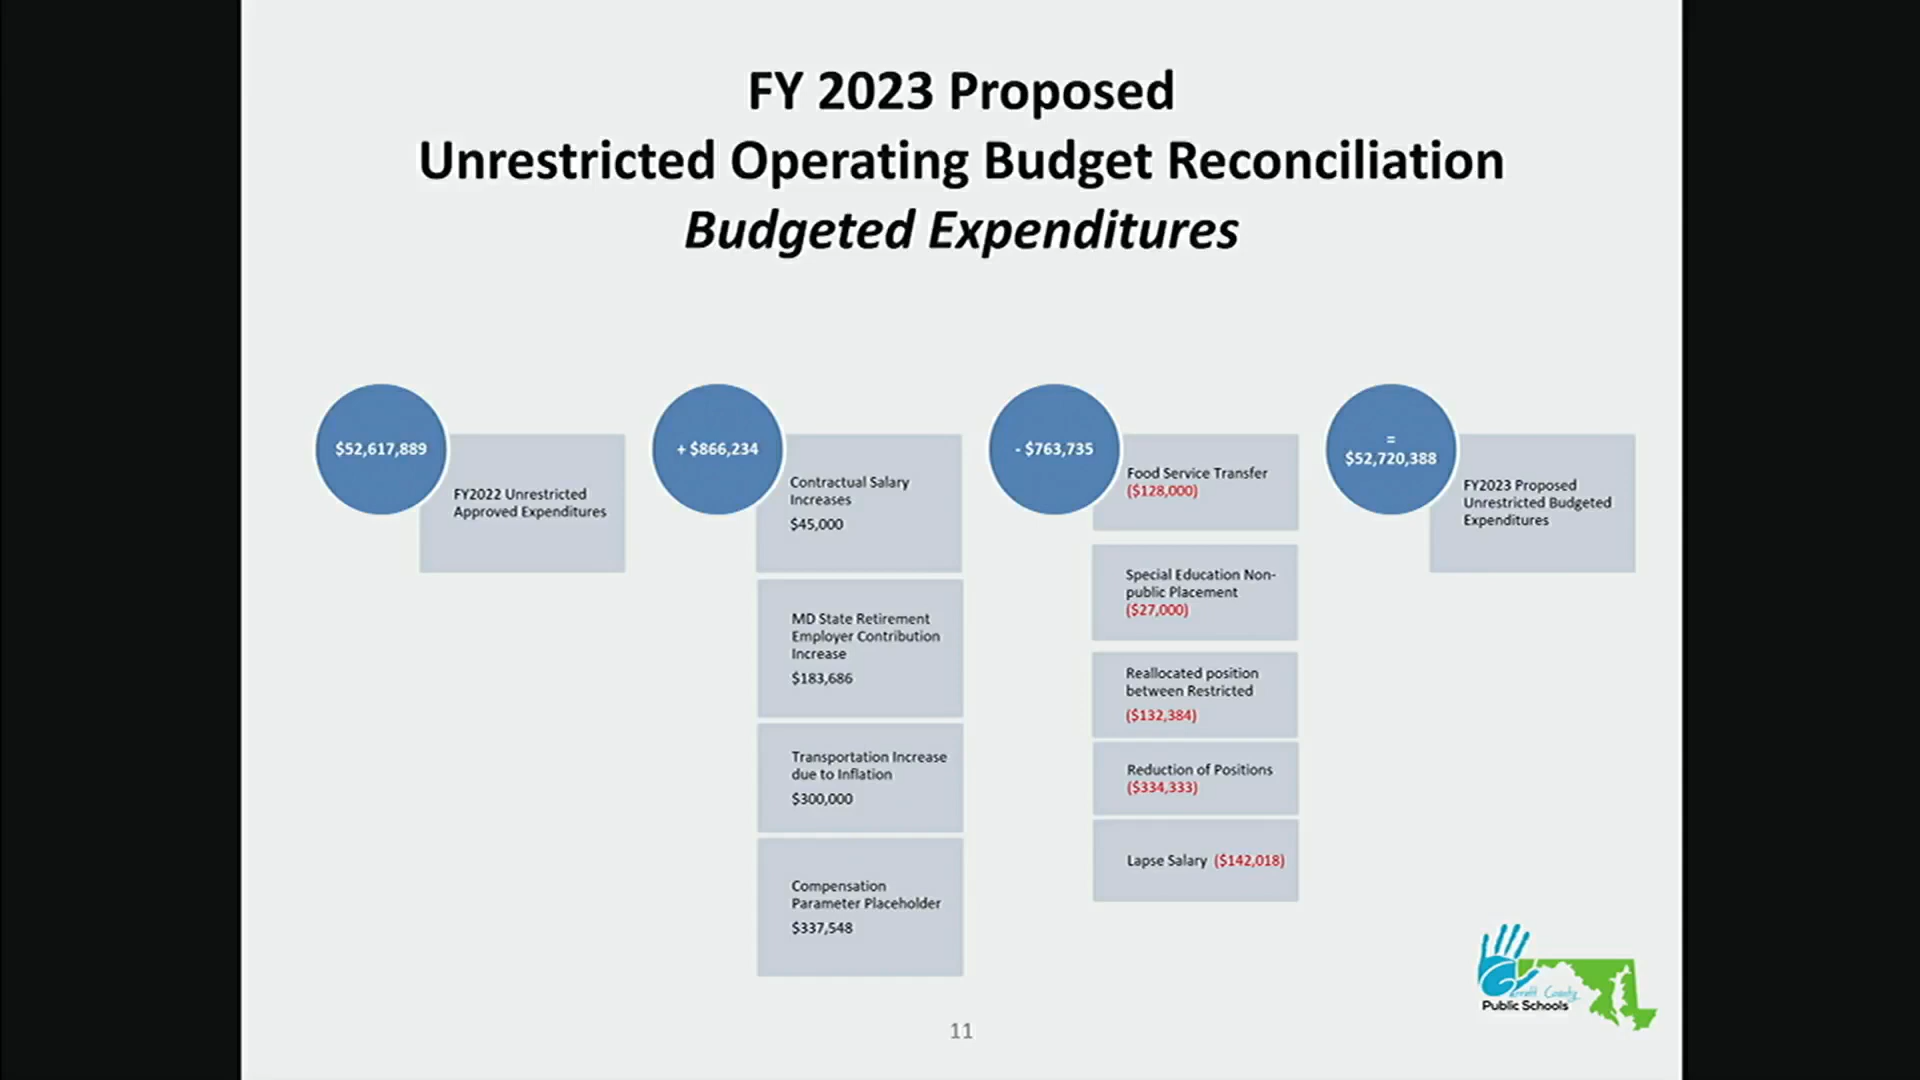 FY 2023 Proposed
Unrestricted Operating Budget Reconciliation
Budgeted Expenditures
$52,617,889
FY2022 Unrestricted
Approved Expenditures
+ $866,234
Contractual Salary
Increases
$45,000
MD State Retirement
Employer Contribution
Increase
$183,686
Transportation Increase
due to Inflation
$300,000
Compensation
Parameter Placeholder
$337,548
- $763,735
Food Service Transfer
($128,000)
Special Education Non-
public Placement
($27,000)
Reallocated position
between Restricted
($132,384)
Reduction of Positions
($334,333)
Lapse Salary ($142,018)
=
$52,720,388
FY2023 Proposed
Unrestricted Budgeted
Expenditures
County
Public Schools
11